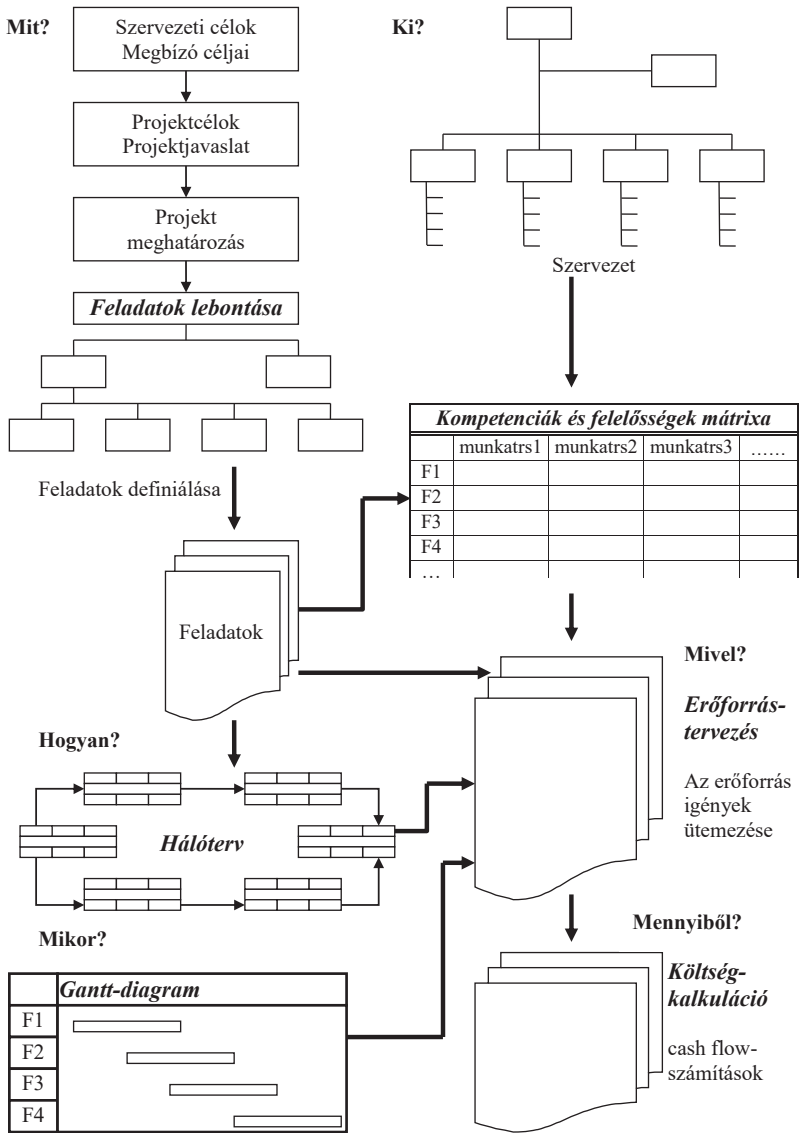 Mit?
Szervezeti célok
Megbízó céljai
Projektcélok
Projektjavaslat
Projekt
meghatározás
Feladatok lebontása
Feladatok definiálása
Feladatok
Ki?
Szervezet
Kompetenciák és felelősségek mátrixa
munkatrs1 munkatrs2 munkatrs3 ……
F1
F2
F3
F4
…
Mivel?
Erőforrás-
tervezés
Az erőforrás
igények
ütemezése
Hogyan?
Hálóterv
Mikor?
Gantt-diagram
F1
F2
F3
F4
Mennyiből?
Költség-
kalkuláció
cash flow-
számítások